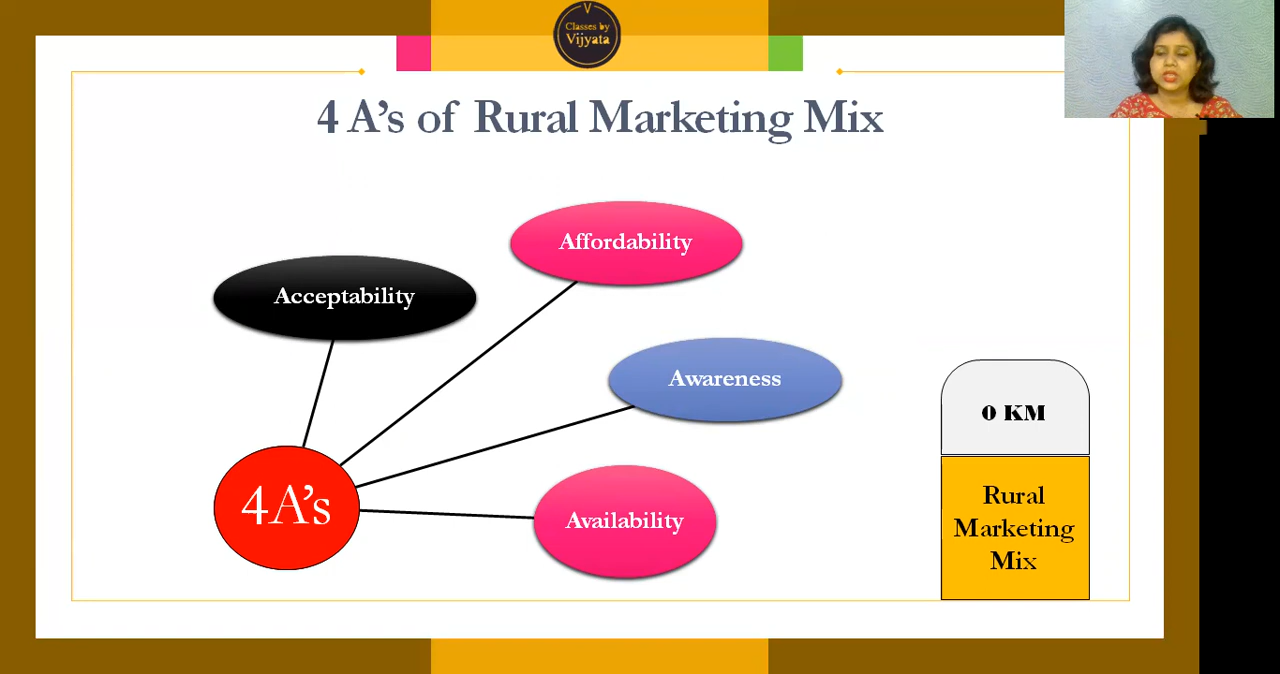 V
Classes by
Vijyata
4 A's of Rural Marketing Mix
Affordability
Acceptability
Awareness
4A's
Availability
0 KM
Rural
Marketing
Mix